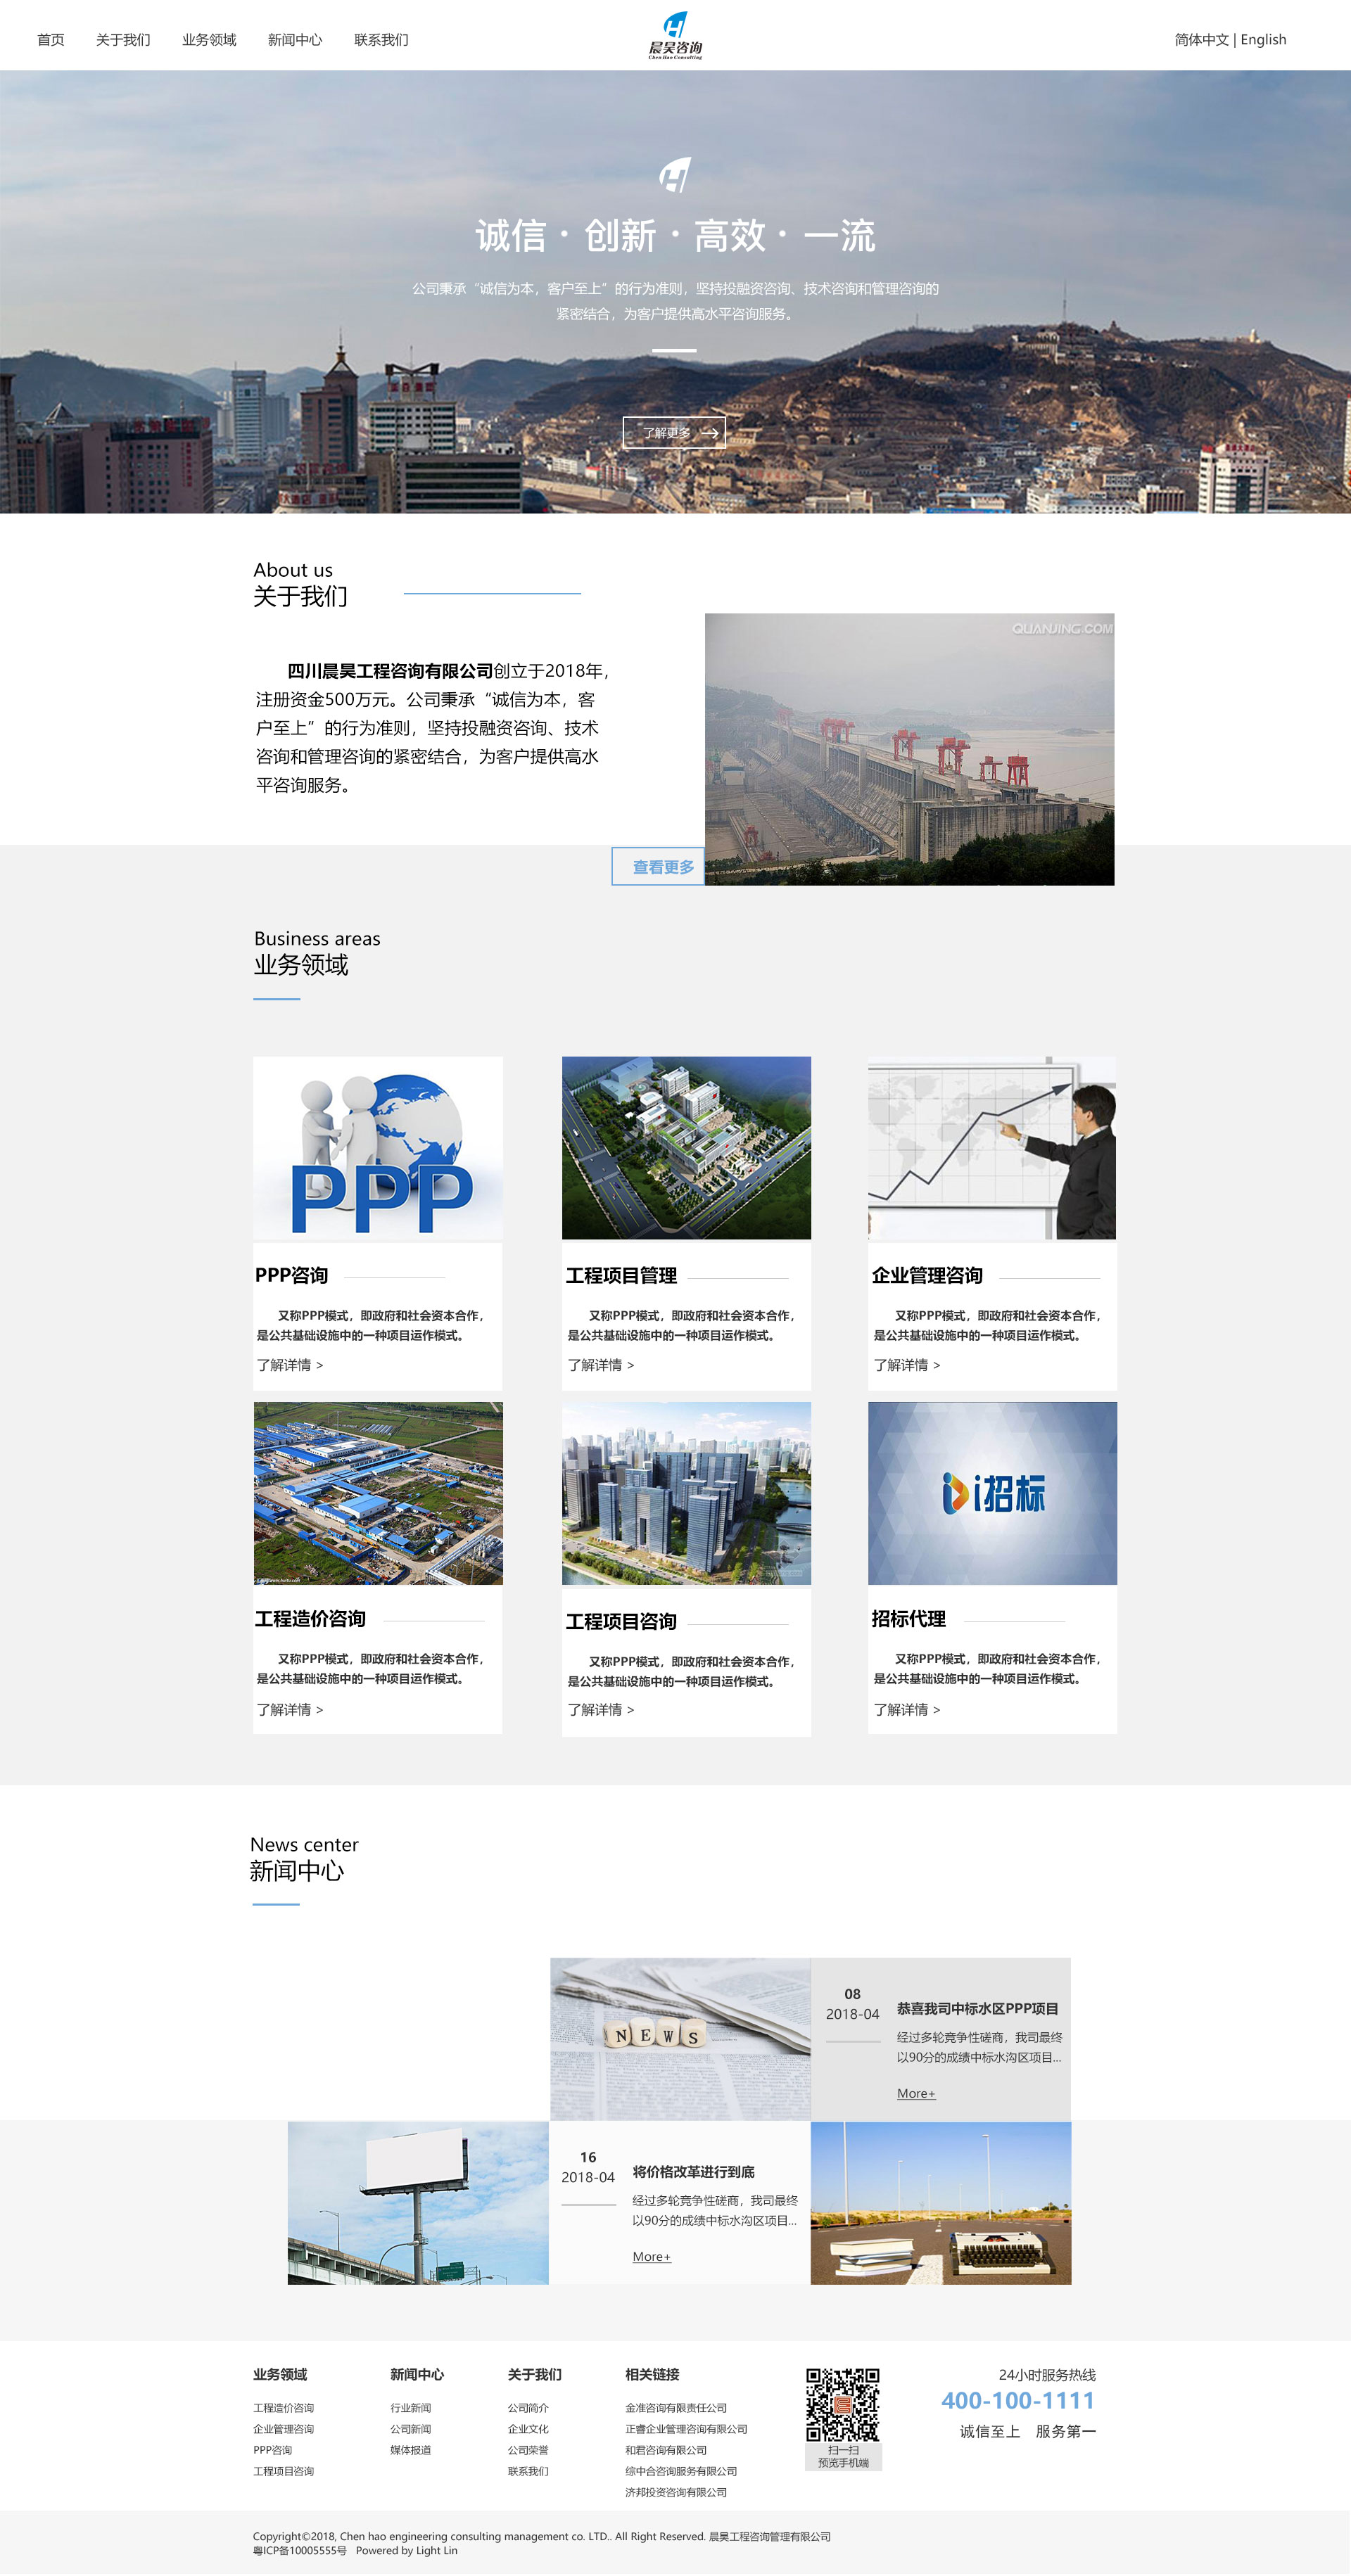 首页 关于我们 业务领域 新闻中心 联系我们
晨昊咨询
Chen Hao Consulting
简体中文 | English
诚信 · 创新 · 高效 · 一流
公司秉承“诚信为本，客户至上”的行为准则，坚持投融资咨询、技术咨询和管理咨询的
紧密结合，为客户提供高水平咨询服务。
了解更多
About us
关于我们
QUANJING.COM
四川晨昊工程咨询有限公司创立于2018年，
注册资金500万元。公司秉承“诚信为本，客
户至上”的行为准则，坚持投融资咨询、技术
咨询和管理咨询的紧密结合，为客户提供高水
平咨询服务。
查看更多
Business areas
业务领域
PPP
PPP咨询
又称PPP模式，即政府和社会资本合作，
是公共基础设施中的一种项目运作模式。
了解详情 >
工程项目管理
又称PPP模式，即政府和社会资本合作，
是公共基础设施中的一种项目运作模式。
了解详情 >
企业管理咨询
又称PPP模式，即政府和社会资本合作，
是公共基础设施中的一种项目运作模式。
了解详情 >
工程造价咨询
又称PPP模式，即政府和社会资本合作，
是公共基础设施中的一种项目运作模式。
了解详情 >
工程项目咨询
又称PPP模式，即政府和社会资本合作，
是公共基础设施中的一种项目运作模式。
了解详情 >
i招标
招标代理
又称PPP模式，即政府和社会资本合作，
是公共基础设施中的一种项目运作模式。
了解详情 >
News center
新闻中心
NEWS
08
2018-04
恭喜我司中标水区PPP项目
经过多轮竞争性磋商，我司最终
以90分的成绩中标水沟区项目...
More+
16
2018-04
将价格改革进行到底
经过多轮竞争性磋商，我司最终
以90分的成绩中标水沟区项目...
More+
业务领域
工程造价咨询
企业管理咨询
PPP咨询
工程项目咨询
新闻中心
行业新闻
公司新闻
媒体报道
关于我们
公司简介
企业文化
公司荣誉
联系我们
相关链接
金准咨询有限责任公司
正睿企业管理咨询有限公司
和君咨询有限公司
综中合咨询服务有限公司
济邦投资咨询有限公司
扫一扫
预览手机端
24小时服务热线
400-100-1111
诚信至上 服务第一
Copyright©2018, Chen hao engineering consulting management co. LTD.. All Right Reserved. 晨昊工程咨询管理有限公司
粤ICP备10005555号 Powered by Light Lin